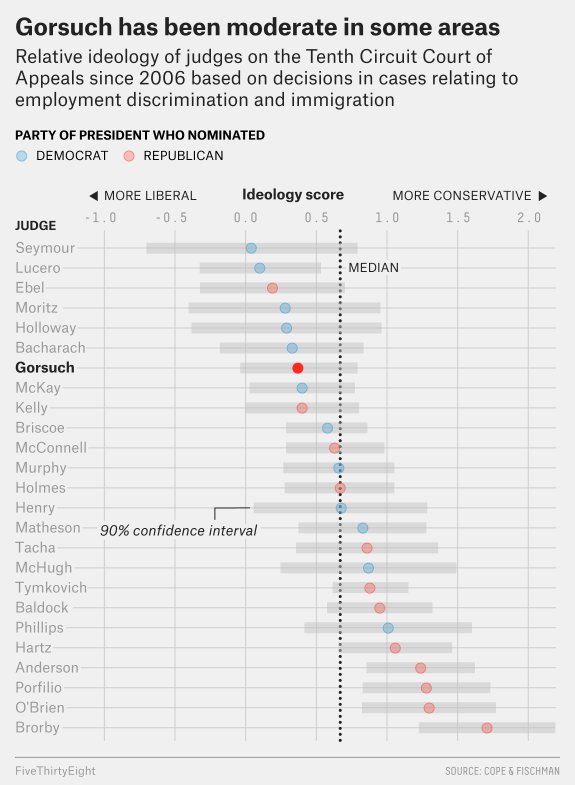 Gorsuch has been moderate in some areas
Relative ideology of judges on the Tenth Circuit Court of
Appeals since 2006 based on decisions in cases relating to
employment discrimination and immigration
PARTY OF PRESIDENT WHO NOMINATED
DEMOCRAT REPUBLICAN
◀ MORE LIBERAL Ideology score MORE CONSERVATIVE ▶
-1.0 -0.5 0.0 0.5 1.0 1.5 2.0
JUDGE
Seymour
Lucero MEDIAN
Ebel
Moritz
Holloway
Bacharach
Gorsuch
McKay
Kelly
Briscoe
McConnell
Murphy
Holmes
Henry
Matheson 90% confidence interval
Tacha
McHugh
Tymkovich
Baldock
Phillips
Hartz
Anderson
Porfilio
O'Brien
Brorby
FiveThirtyEight SOURCE: COPE & FISCHMAN